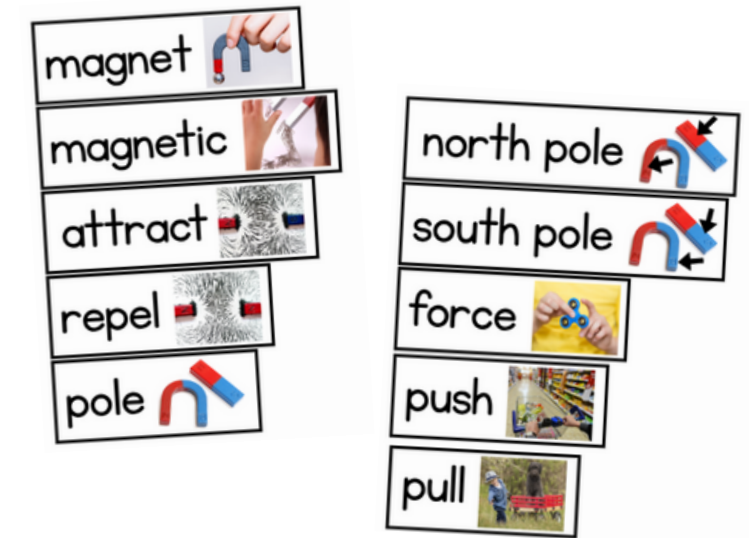 magnet
magnetic
attract
repel
pole
north pole
south pole
force
push
pull